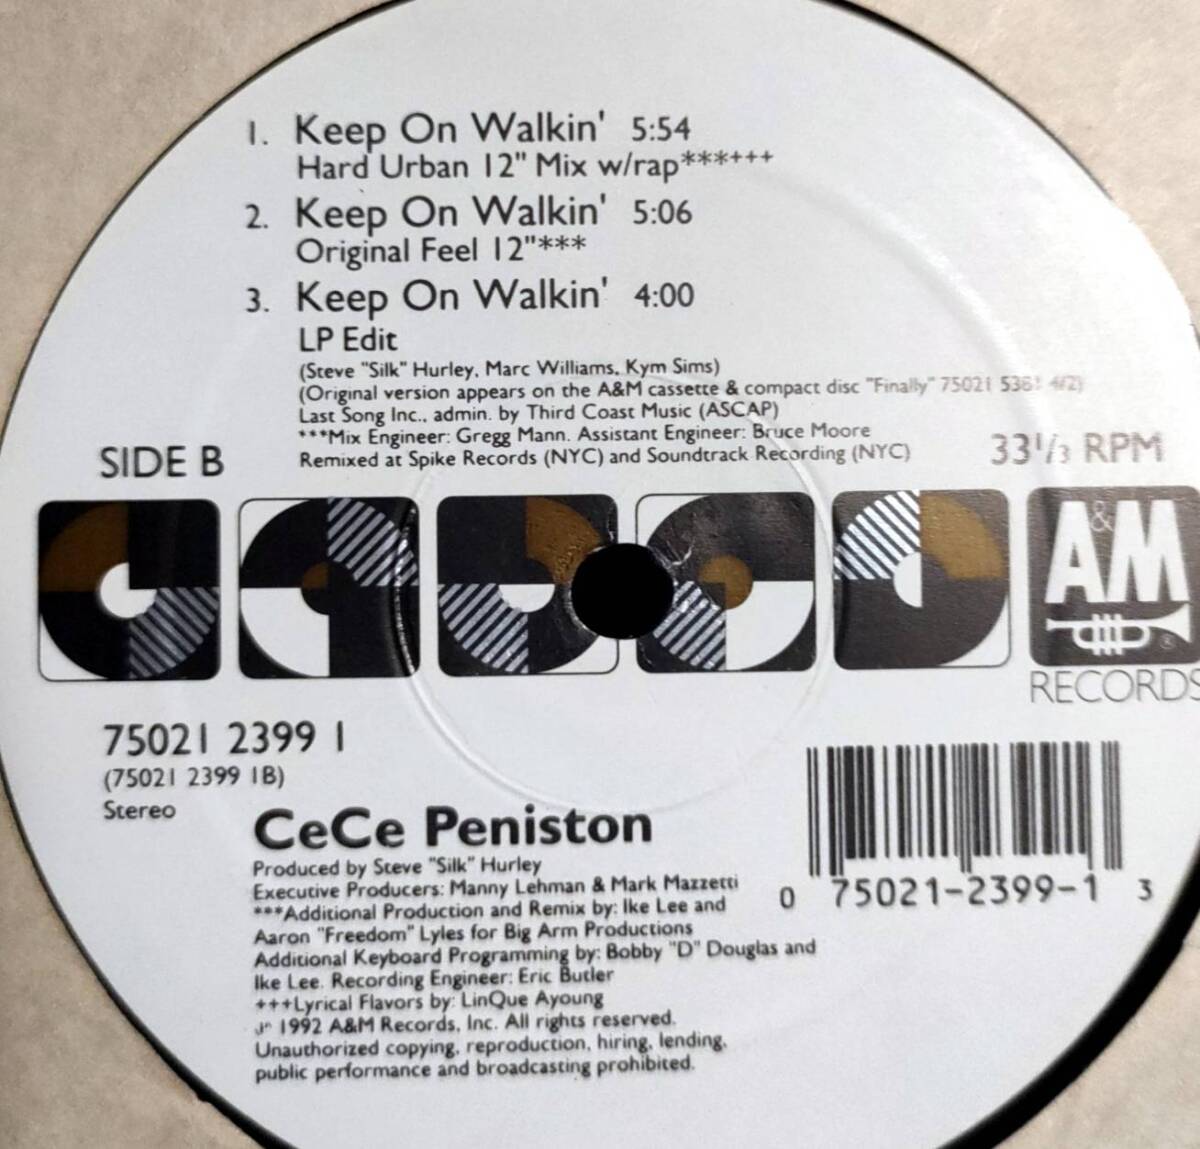 1. Keep On Walkin' 5:54
Hard Urban 12" Mix w/rap***+++
2. Keep On Walkin' 5:06
Original Feel 12"***
3. Keep On Walkin' 4:00
LP Edit
(Steve "Silk" Hurley, Marc Williams, Kym Sims)
(Original version appears on the A&M cassette & compact disc "Finally" 75021 5381 4/2)
Last Song Inc., admin. by Third Coast Music (ASCAP)
***Mix Engineer: Gregg Mann. Assistant Engineer: Bruce Moore
Remixed at Spike Records (NYC) and Soundtrack Recording (NYC)
SIDE B
33 1/3 RPM
A&M
®
RECORDS
75021 2399 1
(75021 2399 1B)
Stereo
CeCe Peniston
Produced by Steve "Silk" Hurley
Executive Producers: Manny Lehman & Mark Mazzetti
***Additional Production and Remix by: Ike Lee and
Aaron "Freedom" Lyles for Big Arm Productions
Additional Keyboard Programming by: Bobby "D" Douglas and
Ike Lee. Recording Engineer: Eric Butler
+++Lyrical Flavors by: LinQue Ayoung
1992 A&M Records, Inc. All rights reserved.
Unauthorized copying, reproduction, hiring, lending,
public performance and broadcasting prohibited.
0 75021-2399-1 3